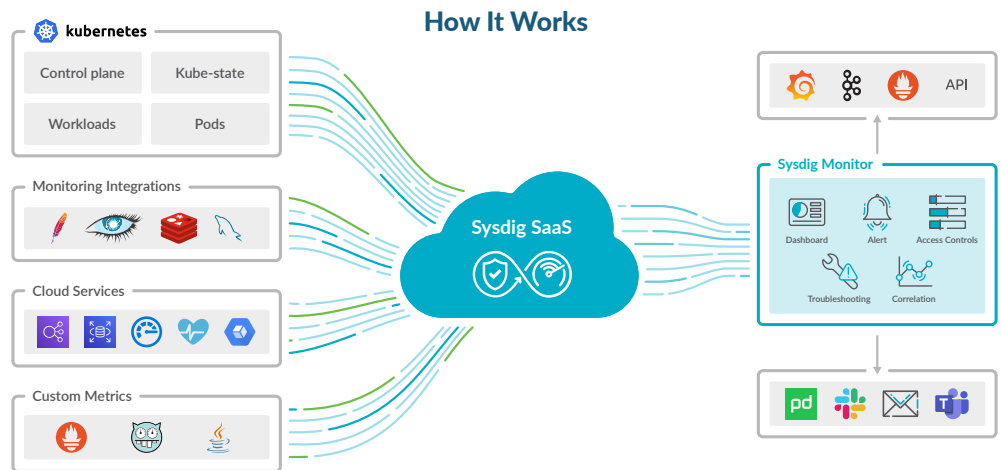 How It Works
kubernetes
Control plane
Kube-state
Workloads
Pods
Monitoring Integrations
Cloud Services
Custom Metrics
Sysdig SaaS
API
Sysdig Monitor
Dashboard
Alert
Access Controls
Troubleshooting
Correlation
pd
T